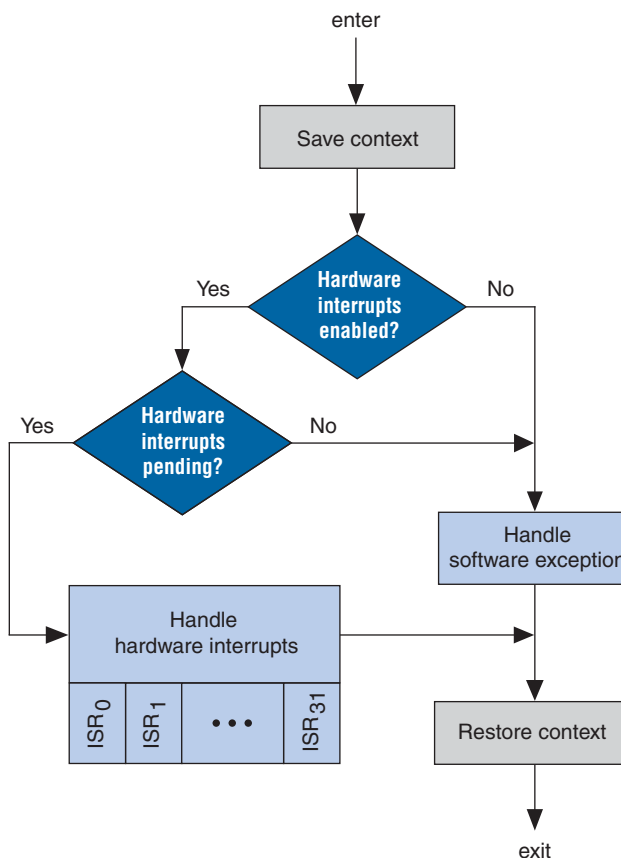 enter
Save context
Hardware
interrupts
enabled?
Yes
No
Hardware
interrupts
pending?
Yes
No
Handle
software exception
Handle
hardware interrupts
ISR0
ISR1
•••
ISR31
Restore context
exit